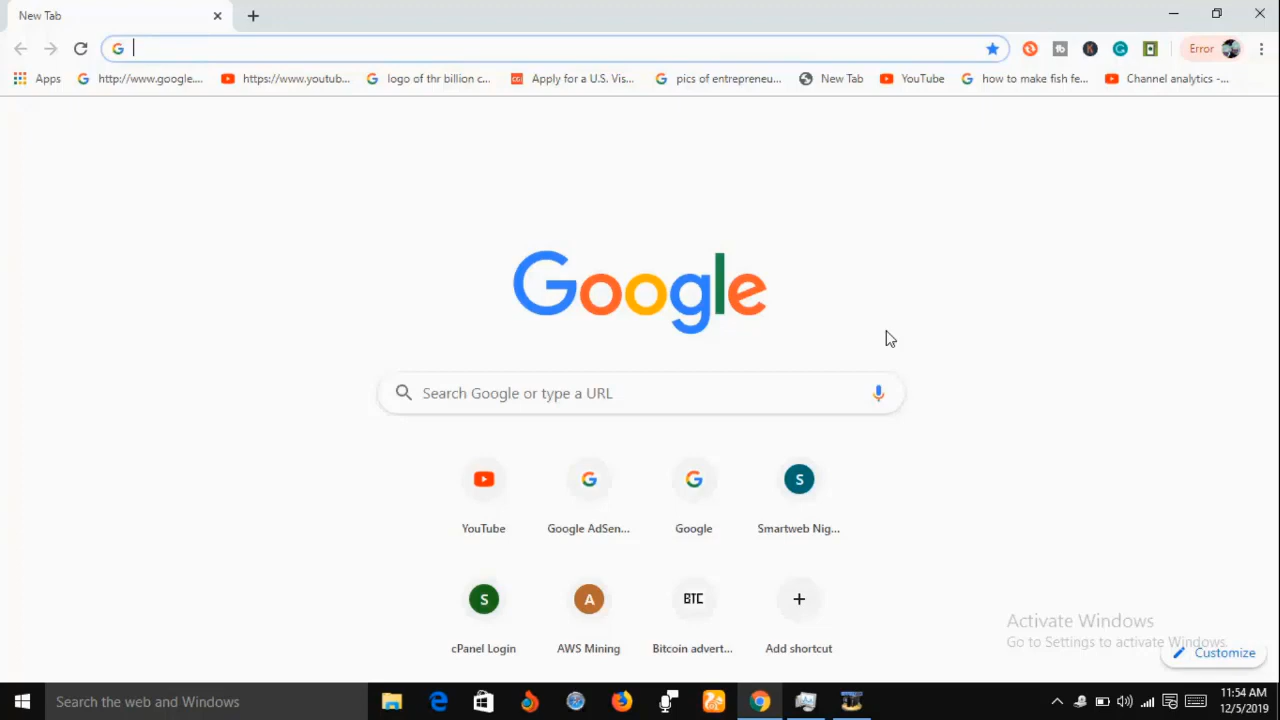 New Tab
Error
Apps
http://www.google....
https://www.youtub...
logo of thr billion c...
Apply for a U.S. Vis...
pics of entrepreneu...
New Tab
YouTube
how to make fish fe...
Channel analytics -...
Google
Search Google or type a URL
YouTube
Google AdSen...
Google
S
Smartweb Nig...
S
cPanel Login
A
AWS Mining
BTC
Bitcoin advert...
Add shortcut
Activate Windows
Go to Settings to activate Windows.
Customize
Search the web and Windows
11:54 AM
12/5/2019